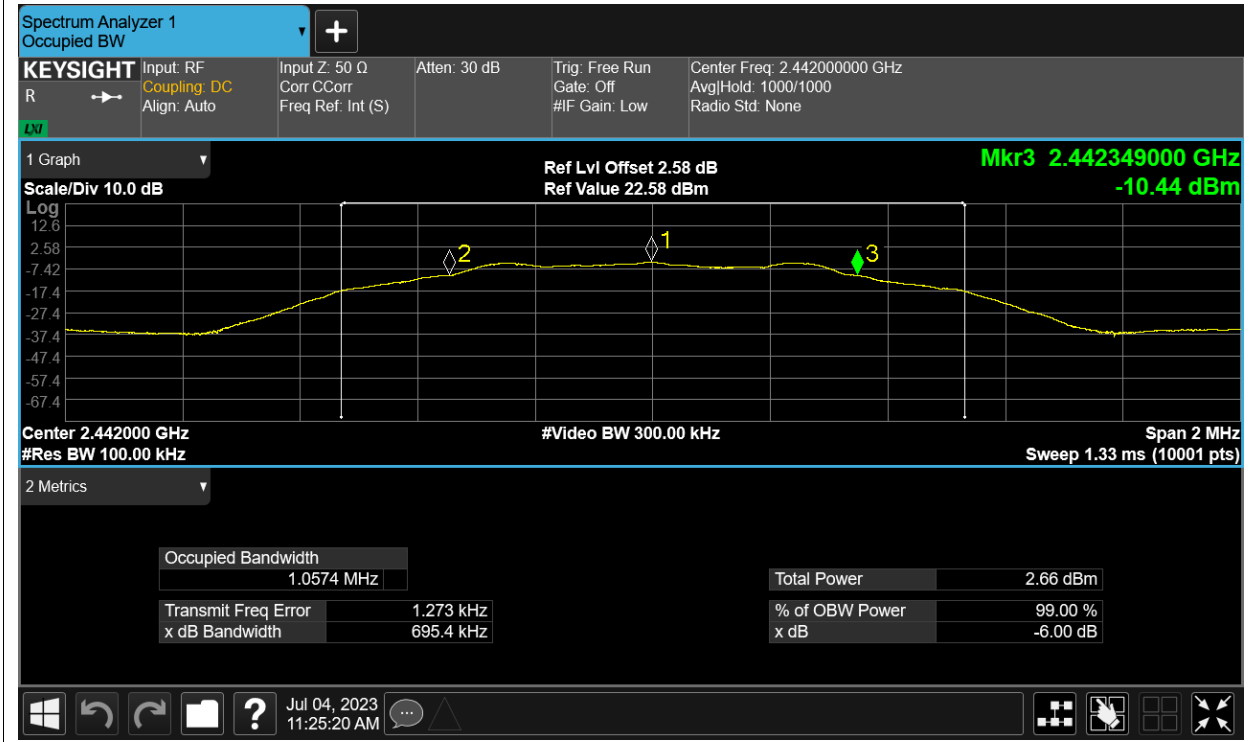 Spectrum Analyzer 1
Occupied BW
KEYSIGHT
R
LXI
Input: RF
Coupling: DC
Align: Auto
Input Z: 50 Ω
Corr CCorr
Freq Ref: Int (S)
Atten: 30 dB
Trig: Free Run
Gate: Off
#IF Gain: Low
Center Freq: 2.442000000 GHz
Avg|Hold: 1000/1000
Radio Std: None
1 Graph
Scale/Div 10.0 dB
Ref Lvl Offset 2.58 dB
Ref Value 22.58 dBm
Mkr3 2.442349000 GHz
-10.44 dBm
Log
12.6
2.58
-7.42
-17.4
-27.4
-37.4
-47.4
-57.4
-67.4
2
1
3
Center 2.442000 GHz
#Res BW 100.00 kHz
#Video BW 300.00 kHz
Span 2 MHz
Sweep 1.33 ms (10001 pts)
2 Metrics
Occupied Bandwidth
1.0574 MHz
Transmit Freq Error 1.273 kHz
x dB Bandwidth 695.4 kHz
Total Power 2.66 dBm
% of OBW Power 99.00 %
x dB -6.00 dB
?
Jul 04, 2023
11:25:20 AM